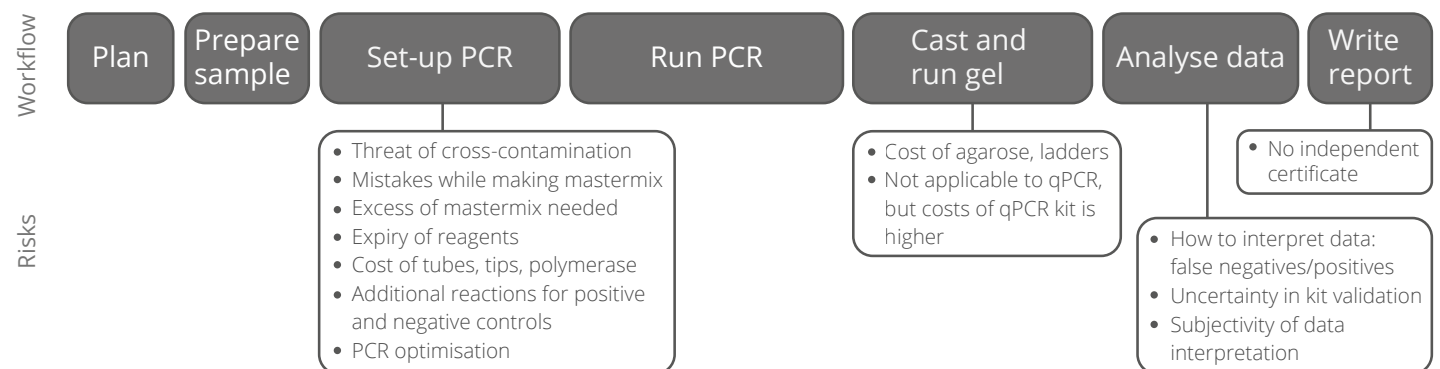 Workflow
Plan
Prepare
sample
Set-up PCR
Run PCR
Cast and
run gel
Analyse data
Write
report
Risks
• Threat of cross-contamination
• Mistakes while making mastermix
• Excess of mastermix needed
• Expiry of reagents
• Cost of tubes, tips, polymerase
• Additional reactions for positive
and negative controls
• PCR optimisation
• Cost of agarose, ladders
• Not applicable to qPCR,
but costs of qPCR kit is
higher
• How to interpret data:
false negatives/positives
• Uncertainty in kit validation
• Subjectivity of data
interpretation
• No independent
certificate